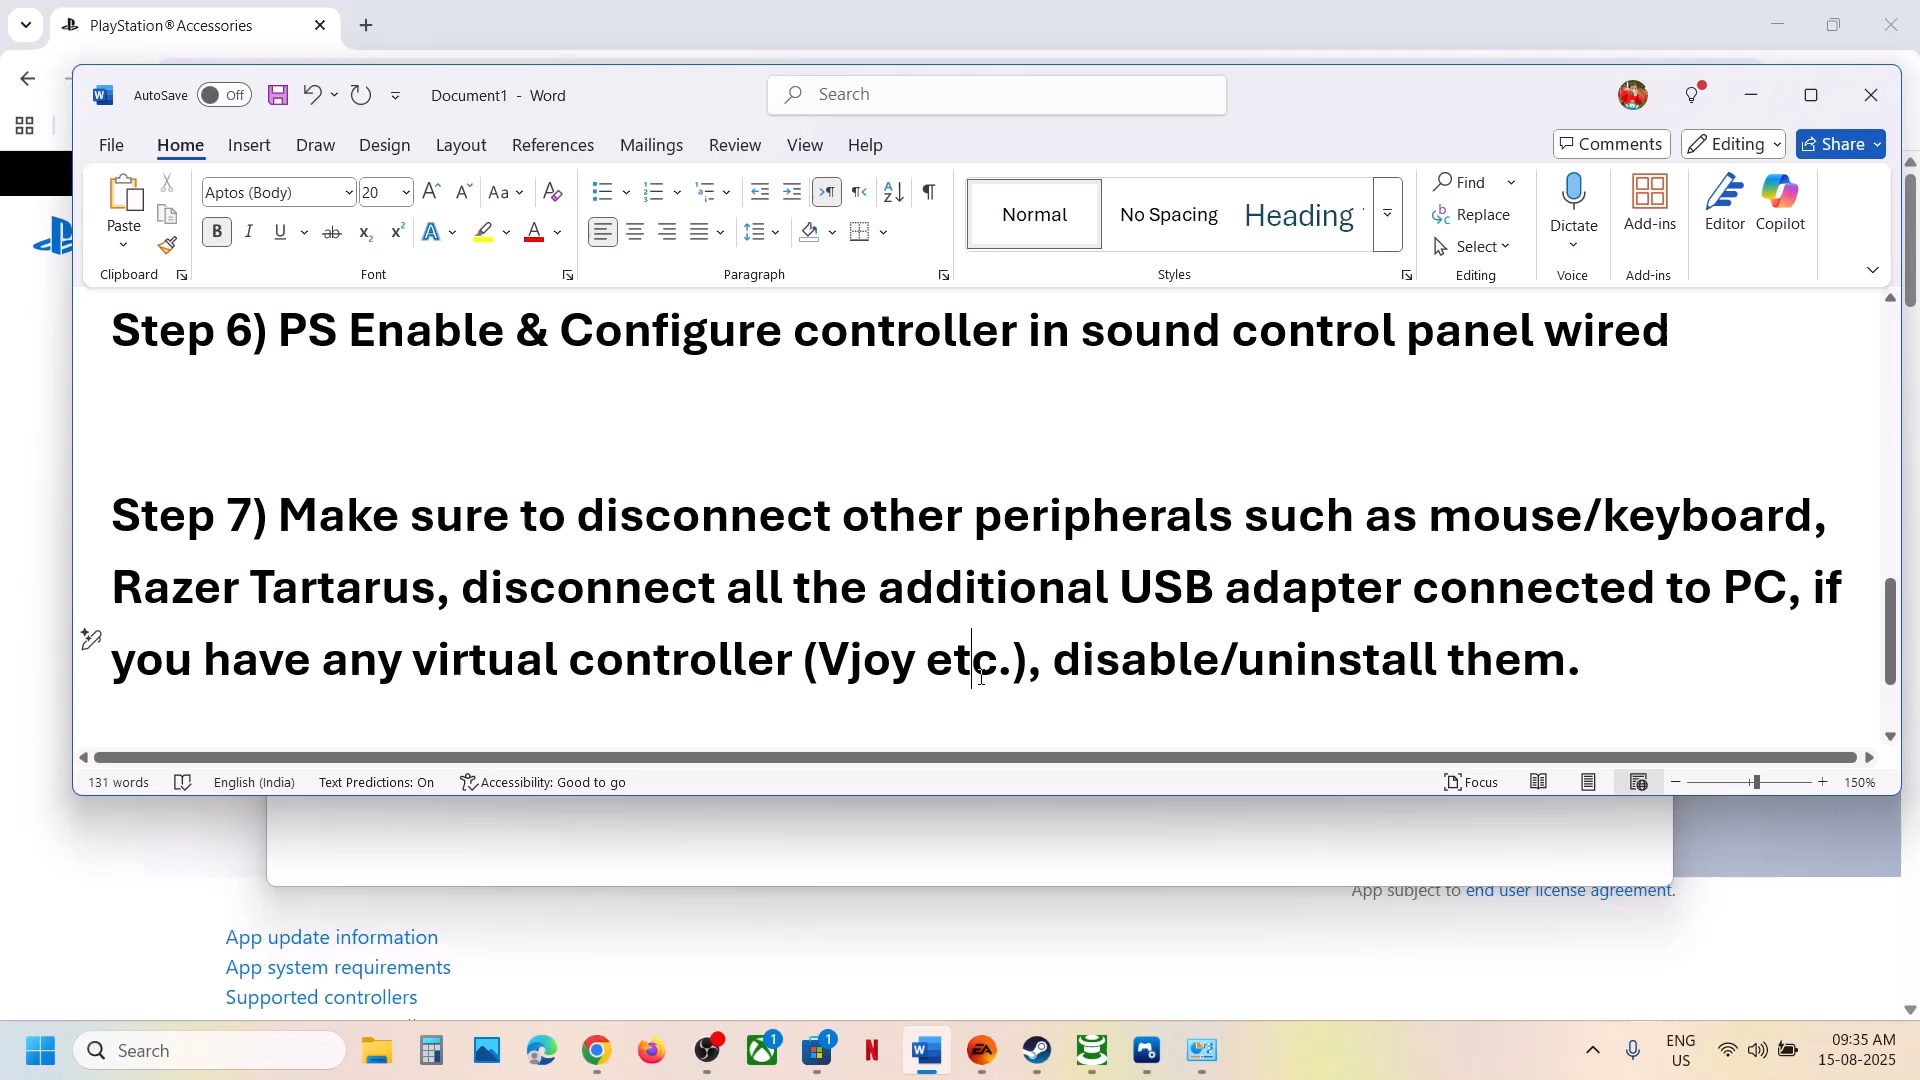 PlayStation®Accessories
AutoSave Off Document1 - Word Search
File Home Insert Draw Design Layout References Mailings Review View Help Comments Editing Share
Paste Aptos (Body) 20 Aa Normal No Spacing Heading Find Replace Select Dictate Add-ins Editor Copilot
Clipboard Font Paragraph Styles Editing Voice Add-ins
Step 6) PS Enable & Configure controller in sound control panel wired
Step 7) Make sure to disconnect other peripherals such as mouse/keyboard,
Razer Tartarus, disconnect all the additional USB adapter connected to PC, if
you have any virtual controller (Vjoy etc.), disable/uninstall them.
131 words English (India) Text Predictions: On Accessibility: Good to go Focus 150%
App subject to end user license agreement.
App update information
App system requirements
Supported controllers
Search ENG US 09:35 AM 15-08-2025